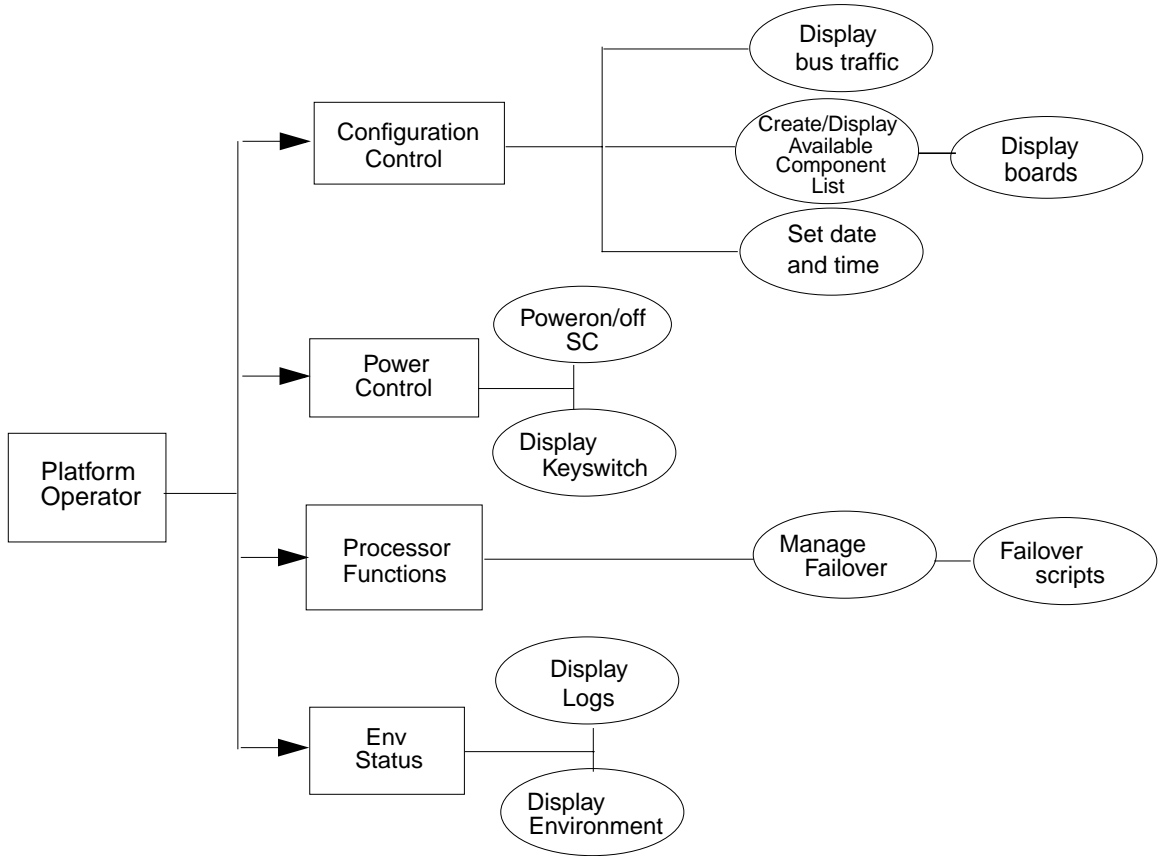 Display
bus traffic
Configuration
Control
Create/Display
Available
Component
List
Display
boards
Set date
and time
Poweron/off
SC
Power
Control
Display
Keyswitch
Platform
Operator
Processor
Functions
Manage
Failover
Failover
scripts
Display
Logs
Env
Status
Display
Environment